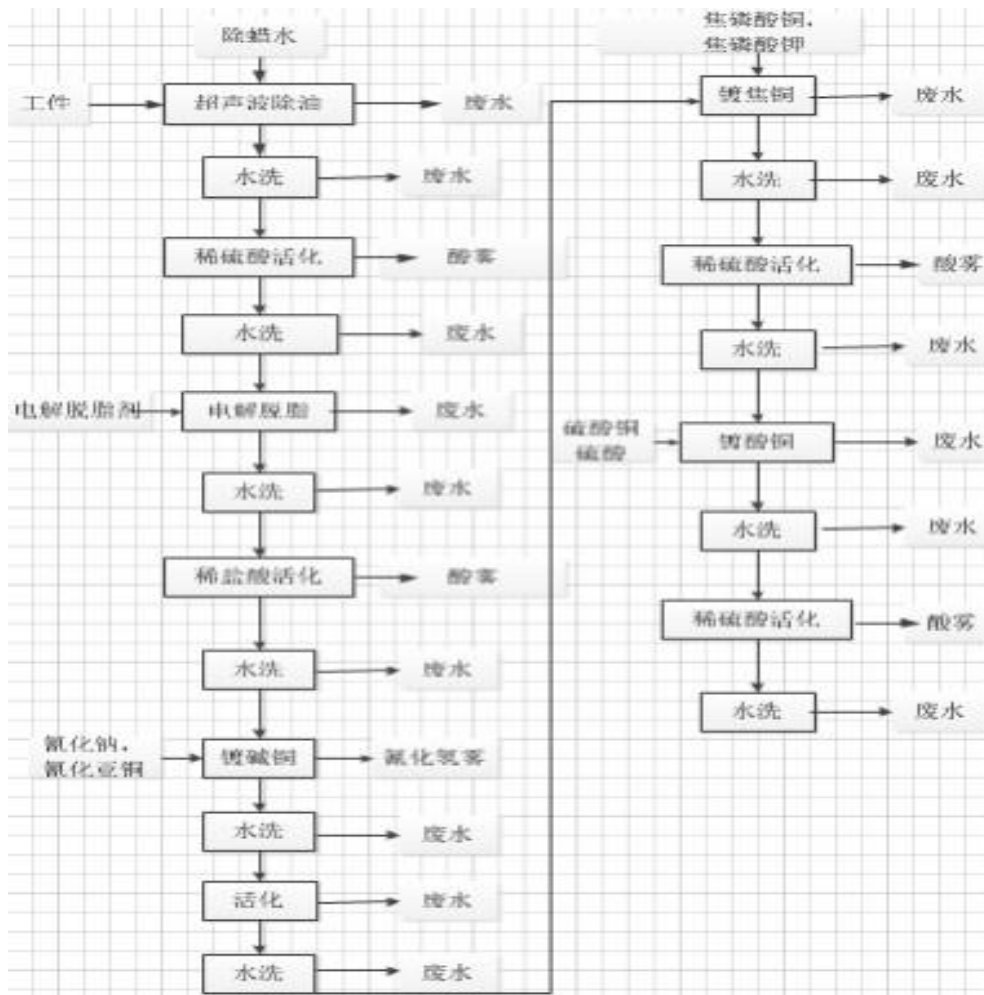 除蜡水
工件
超声波除油
废水
水洗
废水
稀硫酸活化
酸雾
水洗
废水
电解脱脂剂
电解脱脂
废水
水洗
废水
稀盐酸活化
酸雾
水洗
废水
氰化钠，
氰化亚铜
镀碱铜
氰化氢雾
水洗
废水
活化
废水
水洗
废水
焦磷酸铜，
焦磷酸钾
镀焦铜
废水
水洗
废水
稀硫酸活化
酸雾
水洗
废水
硫酸铜
硫酸
镀酸铜
废水
水洗
废水
稀硫酸活化
酸雾
水洗
废水